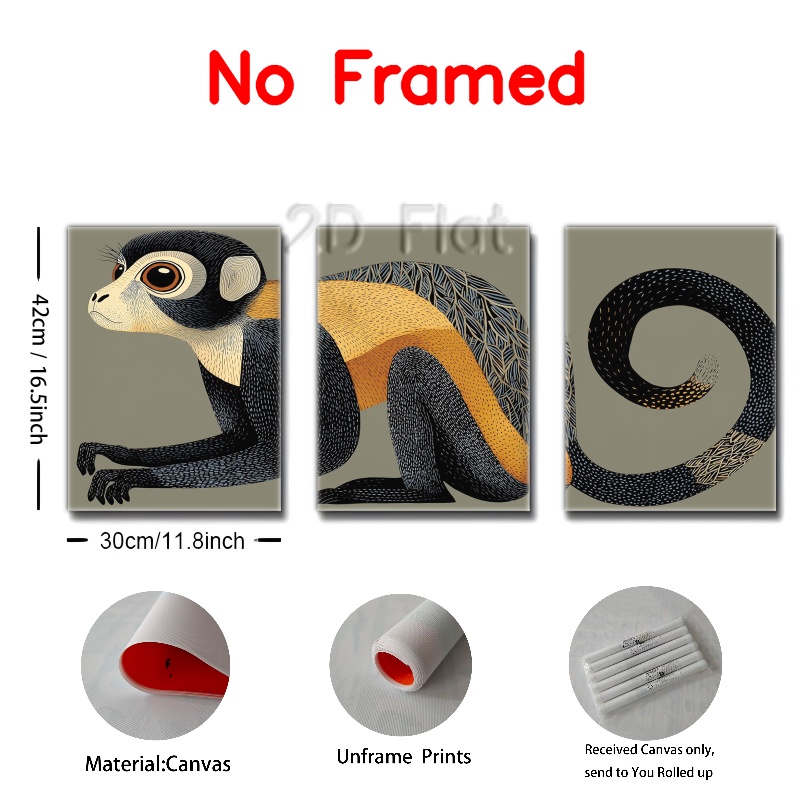 No Framed
2.D Flat
42cm / 16.5inch
30cm/11.8inch
Material:Canvas
Unframe Prints
Received Canvas only,
send to You Rolled up